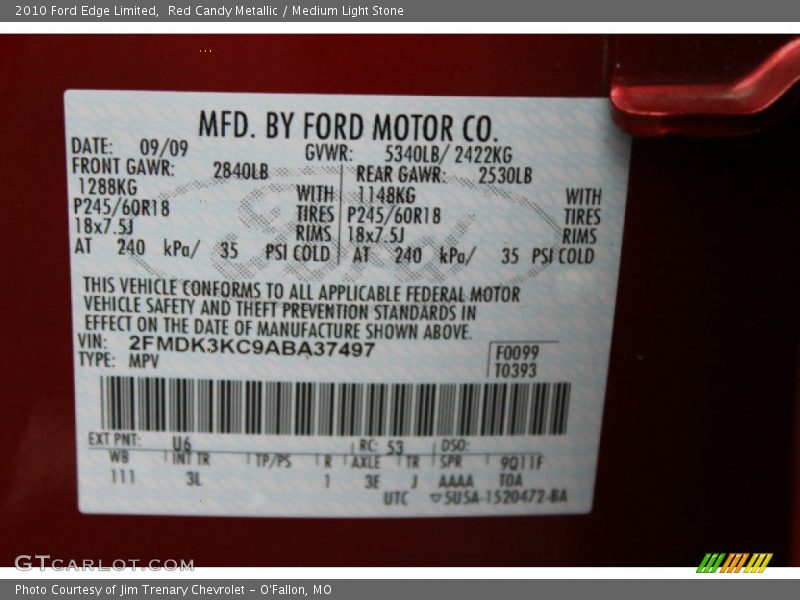 2010 Ford Edge Limited,  Red Candy Metallic / Medium Light Stone
MFD. BY FORD MOTOR CO.
DATE: 09/09 GVWR: 5340LB/ 2422KG
FRONT GAWR: 2840LB REAR GAWR: 2530LB
1288KG WITH 1148KG WITH
P245/60R18 TIRES P245/60R18 TIRES
18x7.5J RIMS 18x7.5J RIMS
AT 240 kPa/ 35 PSI COLD AT 240 kPa/ 35 PSI COLD
THIS VEHICLE CONFORMS TO ALL APPLICABLE FEDERAL MOTOR
VEHICLE SAFETY AND THEFT PREVENTION STANDARDS IN
EFFECT ON THE DATE OF MANUFACTURE SHOWN ABOVE.
VIN: 2FMDK3KC9ABA37497 F0099
TYPE: MPV T0393
EXT PNT: U6 RC: 53 DSO:
WB INT TR TP/PS R AXLE TR SPR 9Q11F
111 3L 1 3E J AAAA TOA
UTC ▽5U5A-1520472-BA
GTCARLOT.COM
Photo Courtesy of Jim Trenary Chevrolet - O'Fallon, MO